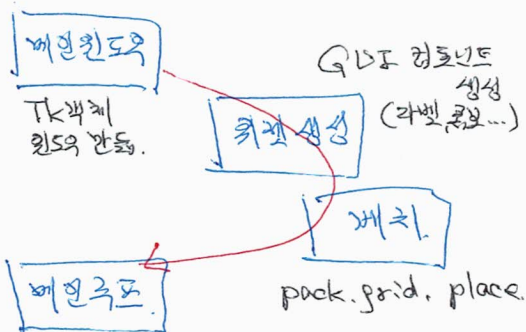 메인윈도우
Tk객체
윈도우 만듦.
GUI 컴포넌트
생성
(라벨, 콤보...)
위젯 생성
배치.
pack. grid. place.
메인루프.